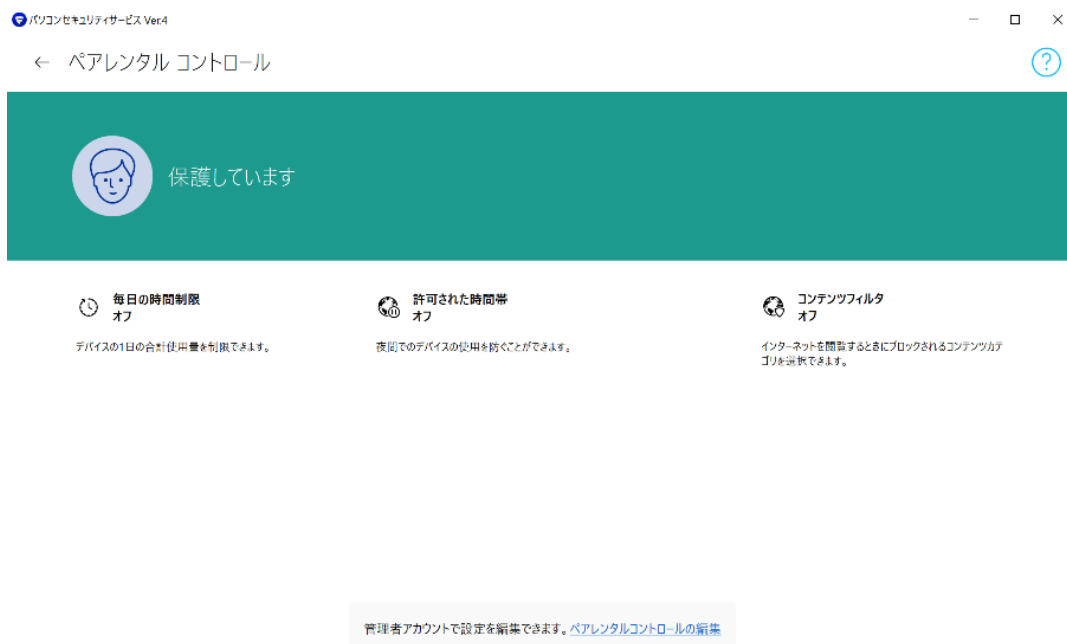 パソコンセキュリティサービス Ver.4
ペアレンタル コントロール
?
保護しています
毎日の時間制限
オフ
デバイスの1日の合計使用量を制限できます。
許可された時間帯
オフ
夜間でのデバイスの使用を防ぐことができます。
コンテンツフィルタ
オフ
インターネットを閲覧するときにブロックされるコンテンツカテ
ゴリを選択できます。
管理者アカウントで設定を編集できます。ペアレンタルコントロールの編集